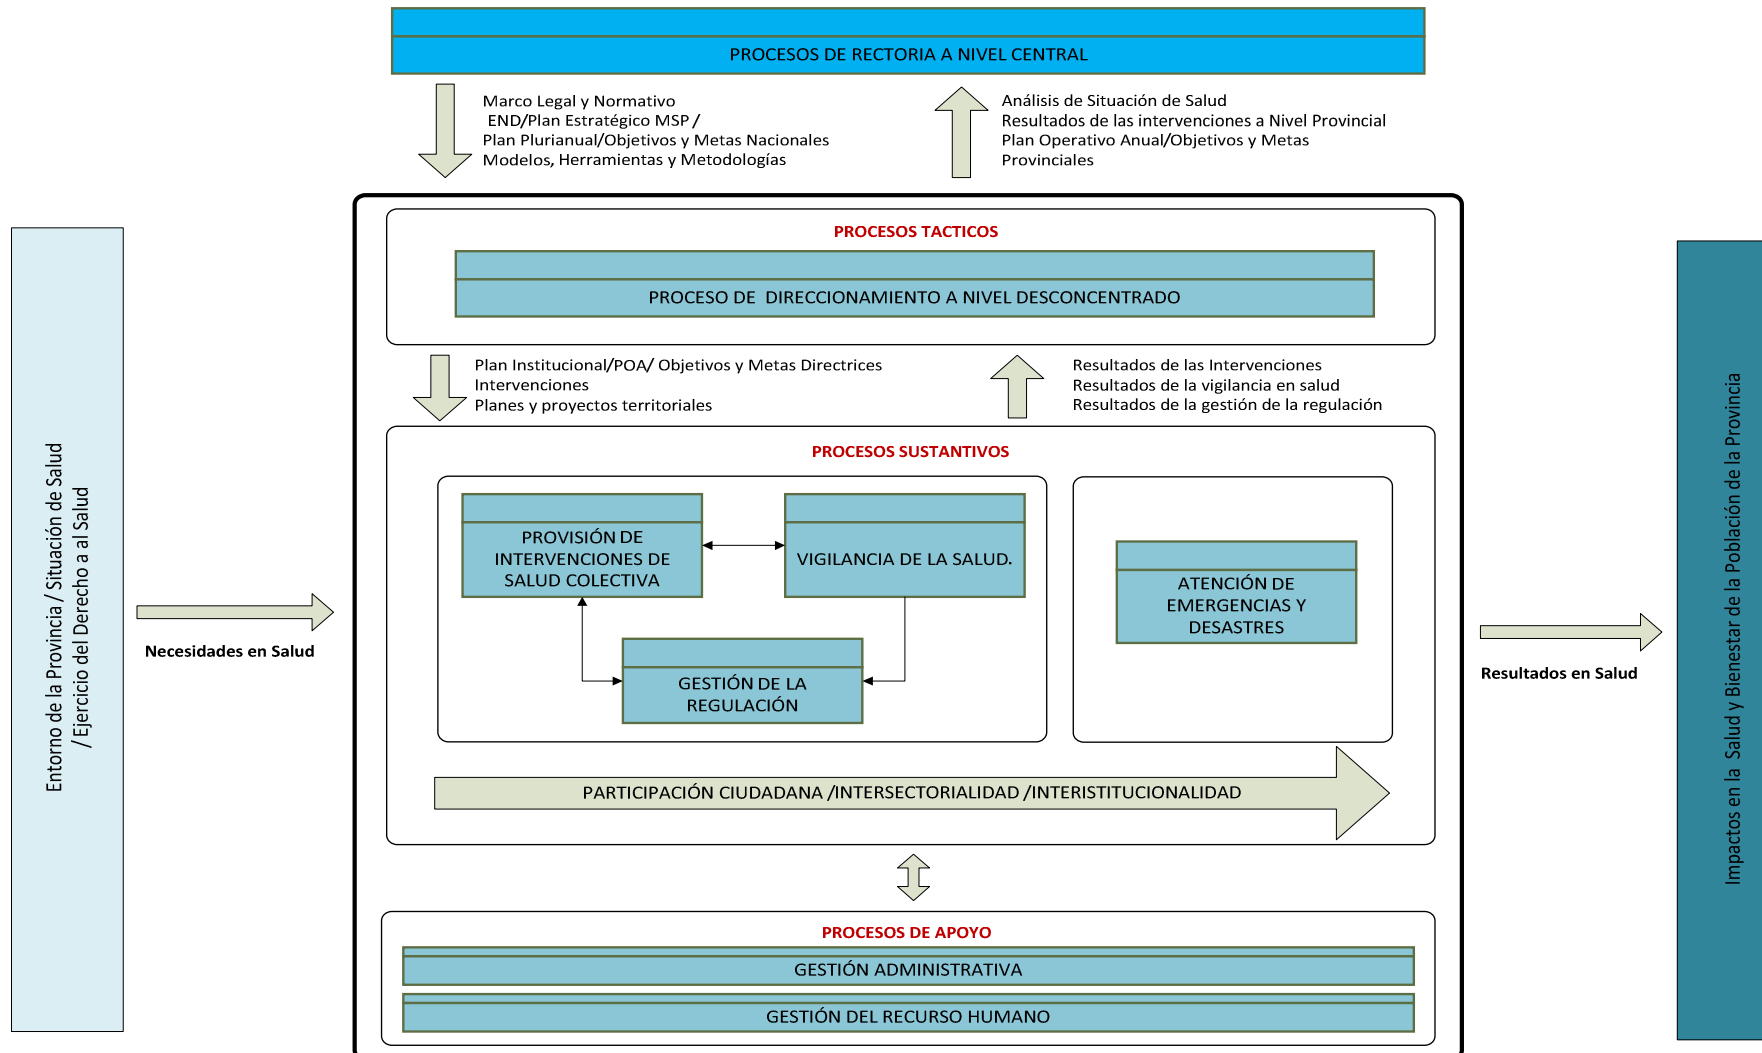 PROCESOS DE RECTORIA A NIVEL CENTRAL
Marco Legal y Normativo
END/Plan Estratégico MSP /
Plan Plurianual/Objetivos y Metas Nacionales
Modelos, Herramientas y Metodologías
Análisis de Situación de Salud
Resultados de las intervenciones a Nivel Provincial
Plan Operativo Anual/Objetivos y Metas
Provinciales
Entorno de la Provincia / Situación de Salud
/ Ejercicio del Derecho a al Salud
Necesidades en Salud
PROCESOS TACTICOS
PROCESO DE DIRECCIONAMIENTO A NIVEL DESCONCENTRADO
Plan Institucional/POA/ Objetivos y Metas Directrices
Intervenciones
Planes y proyectos territoriales
Resultados de las Intervenciones
Resultados de la vigilancia en salud
Resultados de la gestión de la regulación
PROCESOS SUSTANTIVOS
PROVISIÓN DE
INTERVENCIONES DE
SALUD COLECTIVA
VIGILANCIA DE LA SALUD.
GESTIÓN DE LA
REGULACIÓN
ATENCIÓN DE
EMERGENCIAS Y
DESASTRES
PARTICIPACIÓN CIUDADANA /INTERSECTORIALIDAD /INTERISTITUCIONALIDAD
PROCESOS DE APOYO
GESTIÓN ADMINISTRATIVA
GESTIÓN DEL RECURSO HUMANO
Resultados en Salud
Impactos en la Salud y Bienestar de la Población de la Provincia